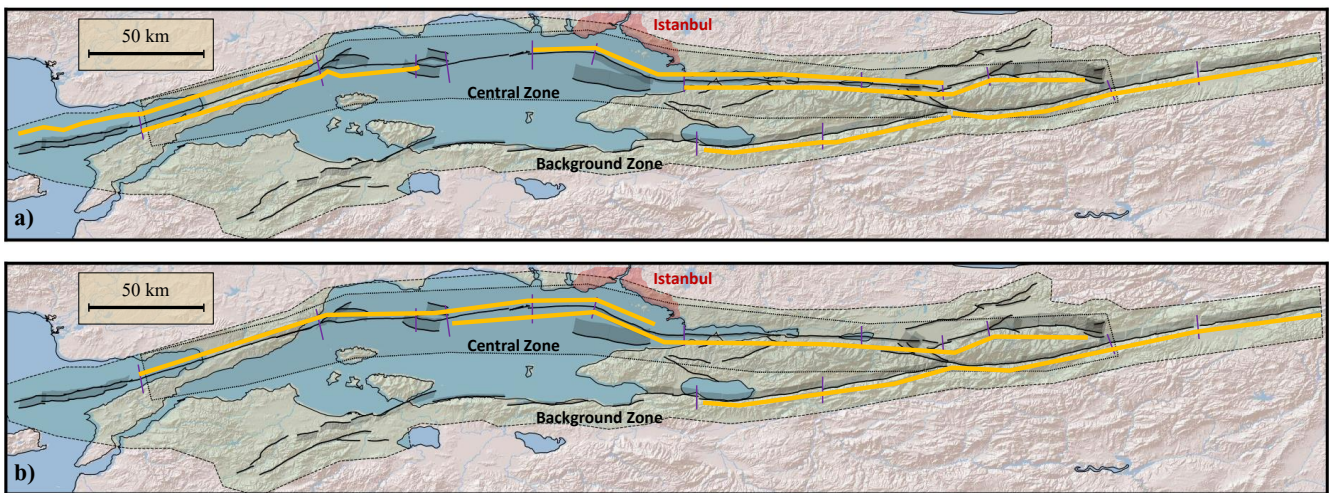 50 km
Istanbul
Central Zone
Background Zone
a)
50 km
Istanbul
Central Zone
Background Zone
b)